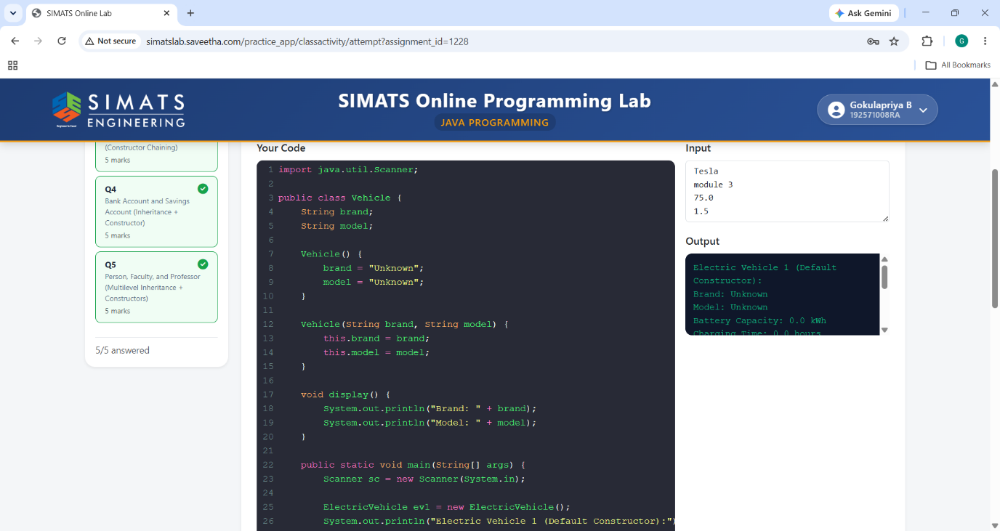 SIMATS Online Lab
Ask Gemini
Not secure
simatslab.saveetha.com/practice_app/classactivity/attempt?assignment_id=1228
G
All Bookmarks
SIMATS
ENGINEERING
Engineer to Excel
SIMATS Online Programming Lab
JAVA PROGRAMMING
Gokulapriya B
192571008RA
(Constructor Chaining)
5 marks
Q4
Bank Account and Savings
Account (Inheritance +
Constructor)
5 marks
Q5
Person, Faculty, and Professor
(Multilevel Inheritance +
Constructors)
5 marks
5/5 answered
Your Code
1 import java.util.Scanner;
2
3 public class Vehicle {
4     String brand;
5     String model;
6
7     Vehicle() {
8         brand = "Unknown";
9         model = "Unknown";
10     }
11
12     Vehicle(String brand, String model) {
13         this.brand = brand;
14         this.model = model;
15     }
16
17     void display() {
18         System.out.println("Brand: " + brand);
19         System.out.println("Model: " + model);
20     }
21
22     public static void main(String[] args) {
23         Scanner sc = new Scanner(System.in);
24
25         ElectricVehicle ev1 = new ElectricVehicle();
26         System.out.println("Electric Vehicle 1 (Default Constructor):")
Input
Tesla
module 3
75.0
1.5
Output
Electric Vehicle 1 (Default
Constructor):
Brand: Unknown
Model: Unknown
Battery Capacity: 0.0 kWh
Charging Time: 0.0 hours